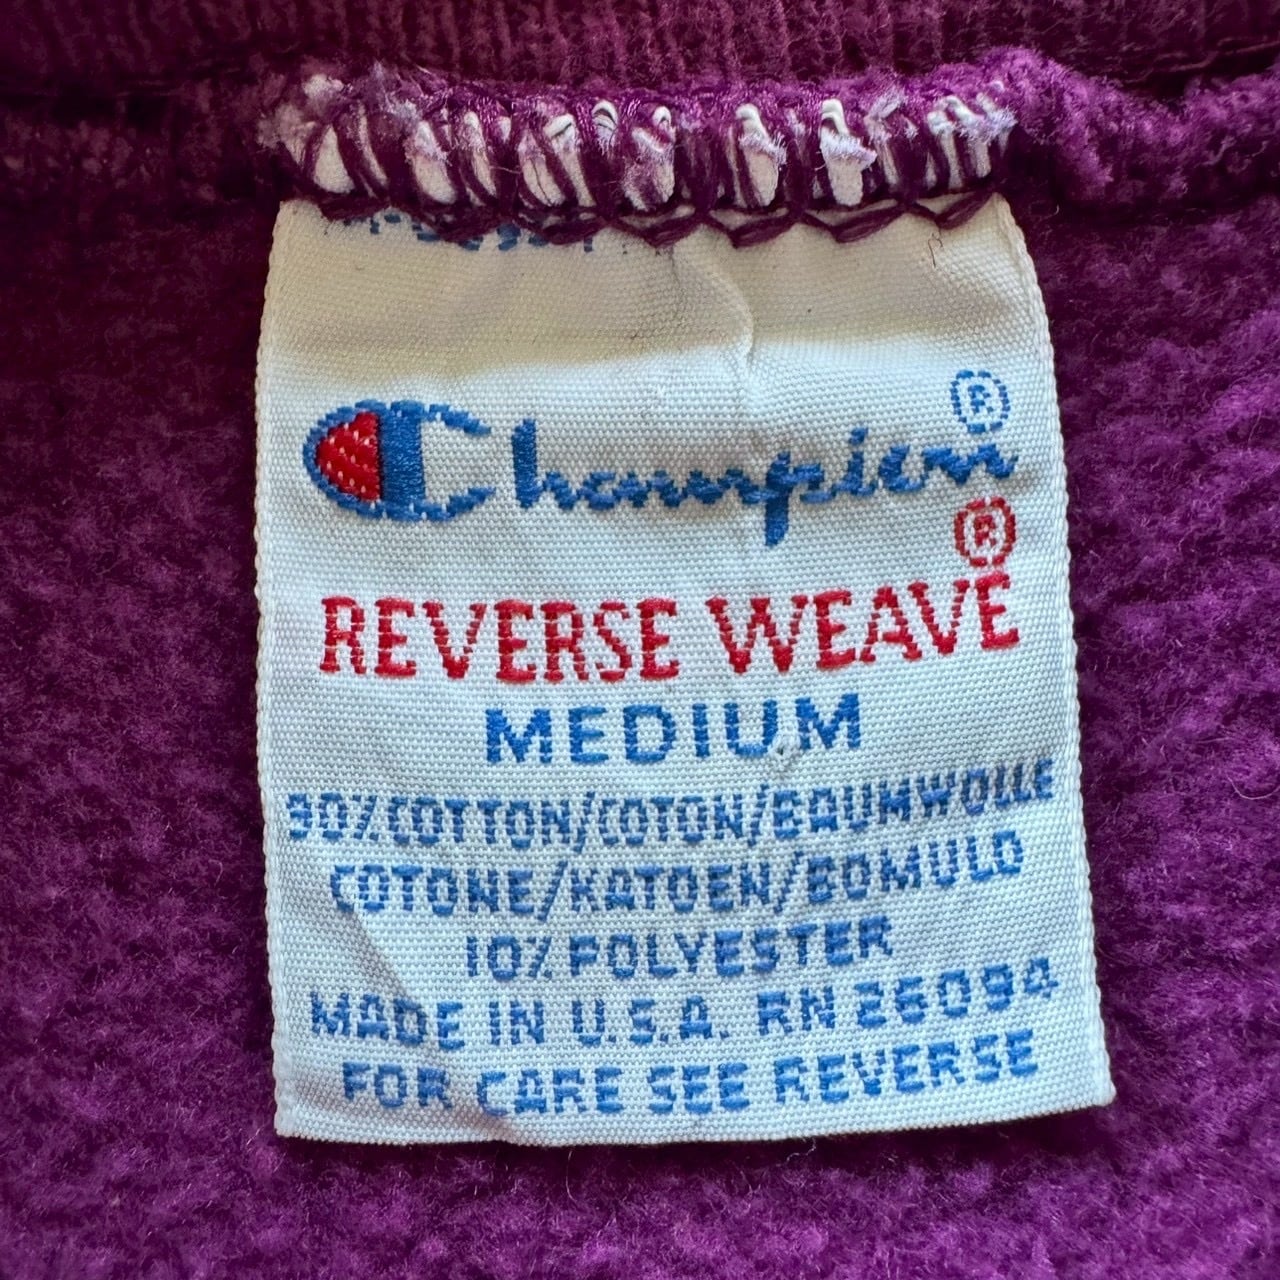 Champion®
REVERSE WEAVE®
MEDIUM
90% COTTON/COTON/BAUMWOLLE
COTONE/KATOEN/BOMULD
10% POLYESTER
MADE IN U.S.A. RN 26094
FOR CARE SEE REVERSE